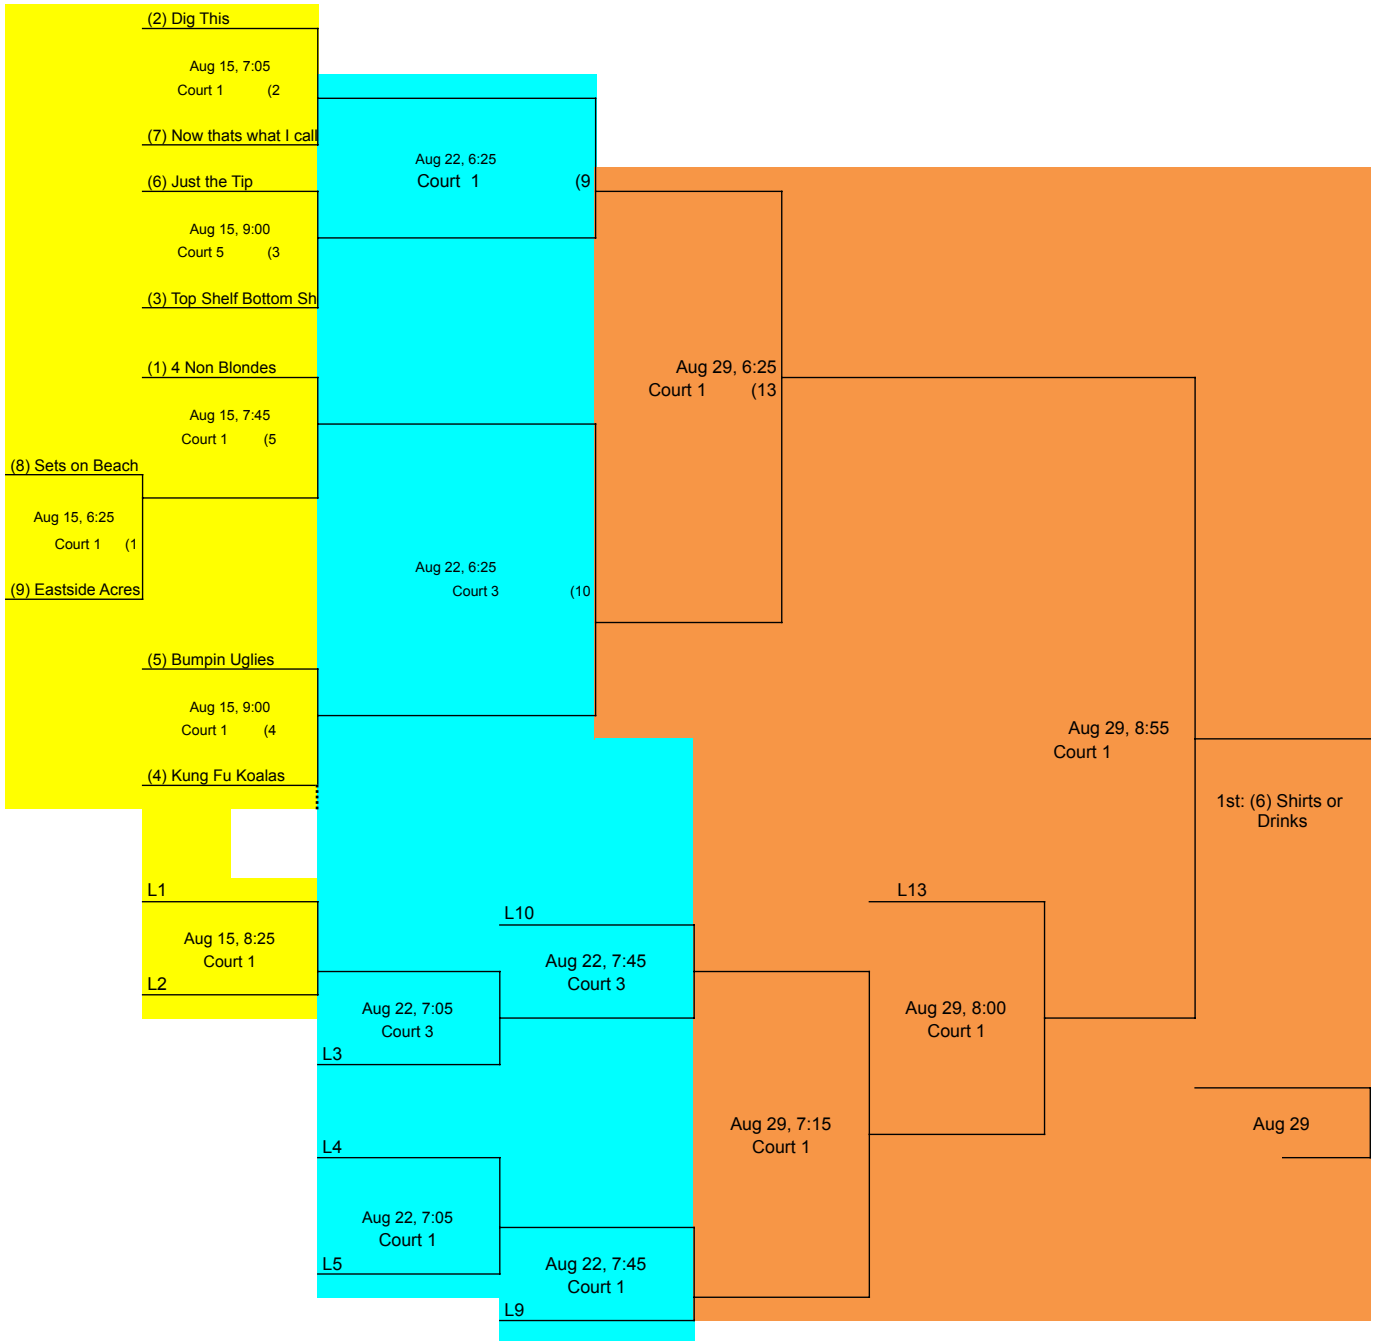 (2) Dig This
Aug 15, 7:05
Court 1 (2
(7) Now thats what I call
(6) Just the Tip
Aug 15, 9:00
Court 5 (3
(3) Top Shelf Bottom Sh
(1) 4 Non Blondes
Aug 15, 7:45
Court 1 (5
(8) Sets on Beach
Aug 15, 6:25
Court 1 (1
(9) Eastside Acres
(5) Bumpin Uglies
Aug 15, 9:00
Court 1 (4
(4) Kung Fu Koalas
Aug 22, 6:25
Court 1 (9
Aug 22, 6:25
Court 3 (10
Aug 29, 6:25
Court 1 (13
Aug 29, 8:55
Court 1
1st: (6) Shirts or
Drinks
L1
Aug 15, 8:25
Court 1
L2
Aug 22, 7:05
Court 3
L3
L10
Aug 22, 7:45
Court 3
L4
Aug 22, 7:05
Court 1
L5
Aug 22, 7:45
Court 1
L9
Aug 29, 7:15
Court 1
L13
Aug 29, 8:00
Court 1
Aug 29